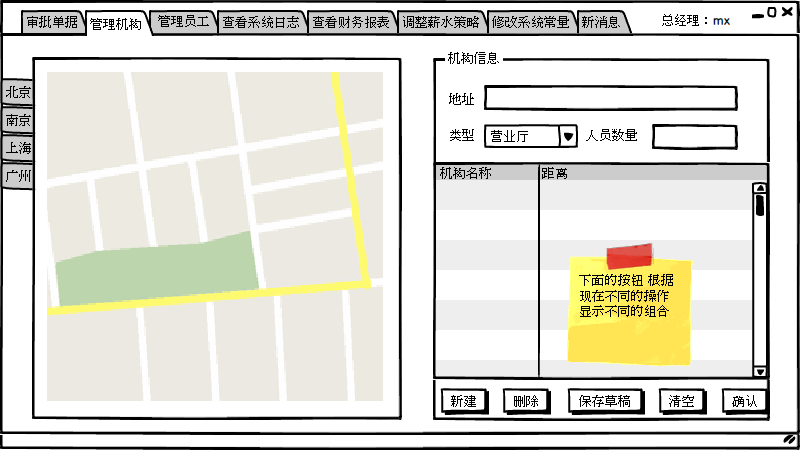 审批单据 管理机构 管理员工 查看系统日志 查看财务报表 调整薪水策略 修改系统常量 新消息 总经理：mx
北京
南京
上海
广州
机构信息
地址
类型 营业厅 人员数量
机构名称 距离
下面的按钮 根据
现在不同的操作
显示不同的组合
新建 删除 保存草稿 清空 确认